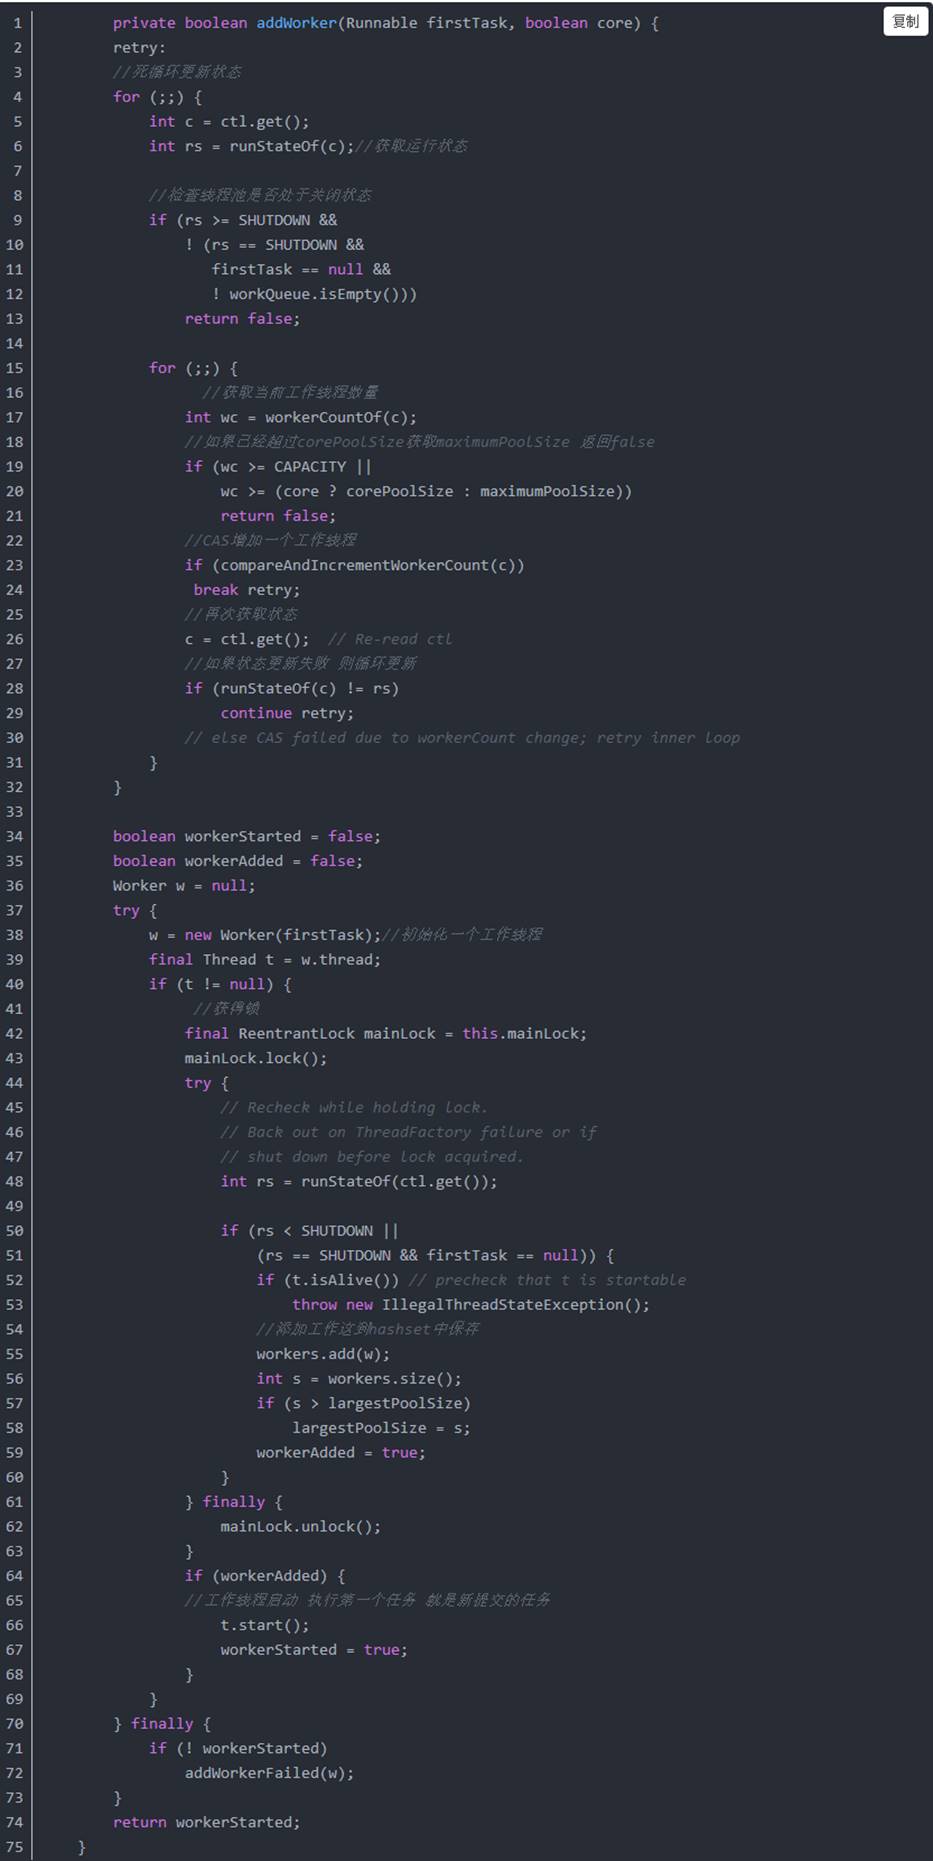 复制
1 private boolean addWorker(Runnable firstTask, boolean core) {
2 retry:
3 //死循环更新状态
4 for (;;) {
5 int c = ctl.get();
6 int rs = runStateOf(c);//获取运行状态
7
8 //检查线程池是否处于关闭状态
9 if (rs >= SHUTDOWN &&
10 ! (rs == SHUTDOWN &&
11 firstTask == null &&
12 ! workQueue.isEmpty()))
13 return false;
14
15 for (;;) {
16 //获取当前工作线程数量
17 int wc = workerCountOf(c);
18 //如果已经超过corePoolSize获取maximumPoolSize 返回false
19 if (wc >= CAPACITY ||
20 wc >= (core ? corePoolSize : maximumPoolSize))
21 return false;
22 //CAS增加一个工作线程
23 if (compareAndIncrementWorkerCount(c))
24 break retry;
25 //再次获取状态
26 c = ctl.get(); // Re-read ctl
27 //如果状态更新失败 则循环更新
28 if (runStateOf(c) != rs)
29 continue retry;
30 // else CAS failed due to workerCount change; retry inner loop
31 }
32 }
33
34 boolean workerStarted = false;
35 boolean workerAdded = false;
36 Worker w = null;
37 try {
38 w = new Worker(firstTask);//初始化一个工作线程
39 final Thread t = w.thread;
40 if (t != null) {
41 //获得锁
42 final ReentrantLock mainLock = this.mainLock;
43 mainLock.lock();
44 try {
45 // Recheck while holding lock.
46 // Back out on ThreadFactory failure or if
47 // shut down before lock acquired.
48 int rs = runStateOf(ctl.get());
49
50 if (rs < SHUTDOWN ||
51 (rs == SHUTDOWN && firstTask == null)) {
52 if (t.isAlive()) // precheck that t is startable
53 throw new IllegalThreadStateException();
54 //添加工作这到hashset中保存
55 workers.add(w);
56 int s = workers.size();
57 if (s > largestPoolSize)
58 largestPoolSize = s;
59 workerAdded = true;
60 }
61 } finally {
62 mainLock.unlock();
63 }
64 if (workerAdded) {
65 //工作线程启动 执行第一个任务 就是新提交的任务
66 t.start();
67 workerStarted = true;
68 }
69 }
70 } finally {
71 if (! workerStarted)
72 addWorkerFailed(w);
73 }
74 return workerStarted;
75 }